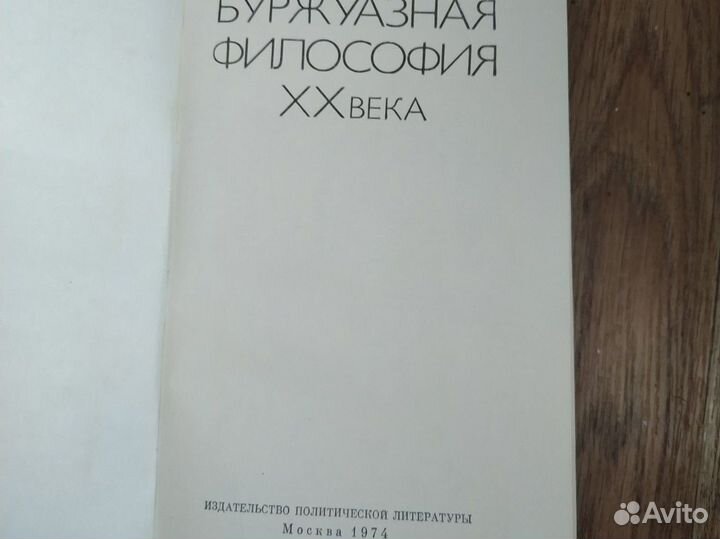 БУРЖУАЗНАЯ
ФИЛОСОФИЯ
XX ВЕКА
ИЗДАТЕЛЬСТВО ПОЛИТИЧЕСКОЙ ЛИТЕРАТУРЫ
Москва 1974
Avito